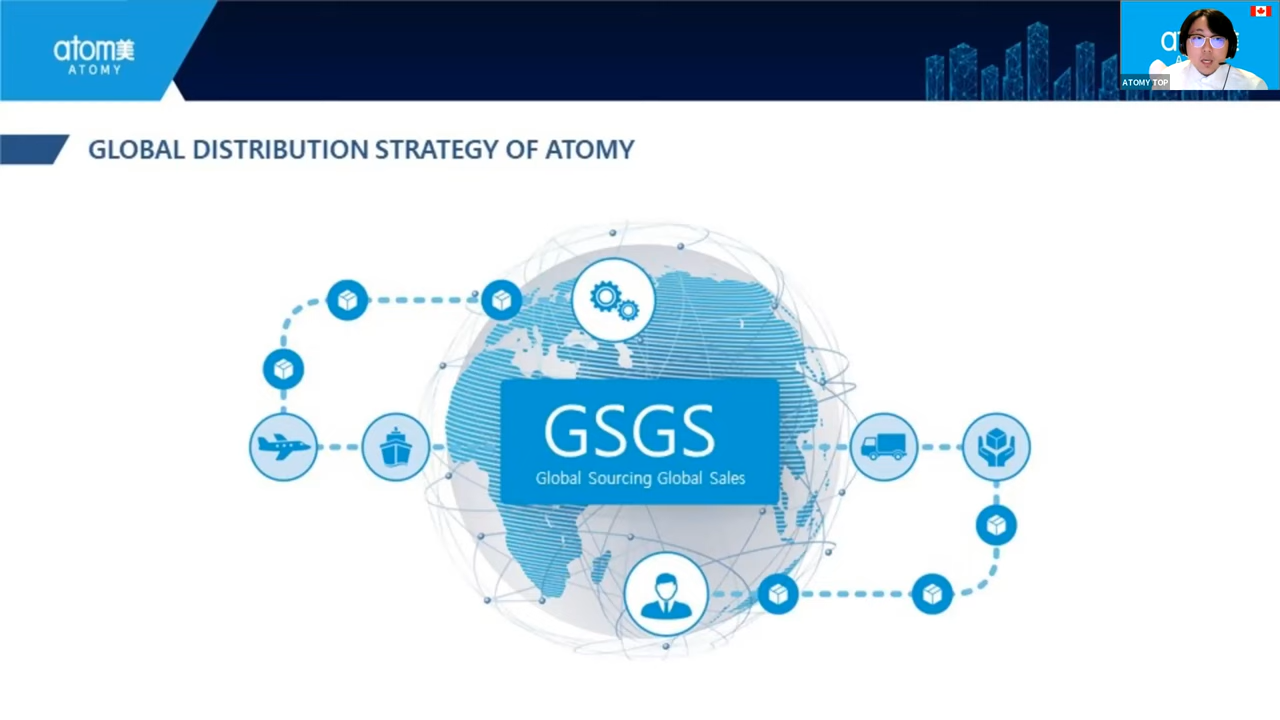 atom美
ATOMY
ATOMY TOP
GLOBAL DISTRIBUTION STRATEGY OF ATOMY
GSGS
Global Sourcing Global Sales